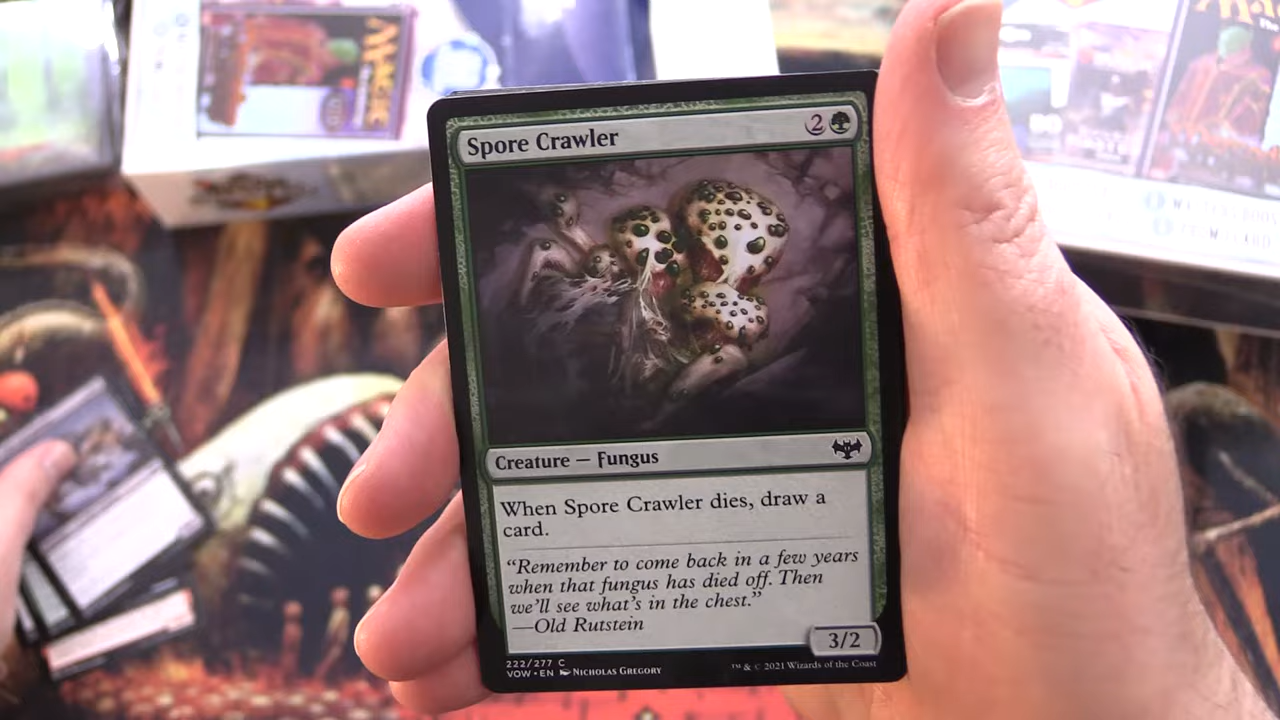 MAGIC
Spore Crawler
2
Creature — Fungus
When Spore Crawler dies, draw a
card.
“Remember to come back in a few years
when that fungus has died off. Then
we’ll see what’s in the chest.”
—Old Rutstein
3/2
222/277 C
VOW • EN NICHOLAS GREGORY
™ & © 2021 Wizards of the Coast